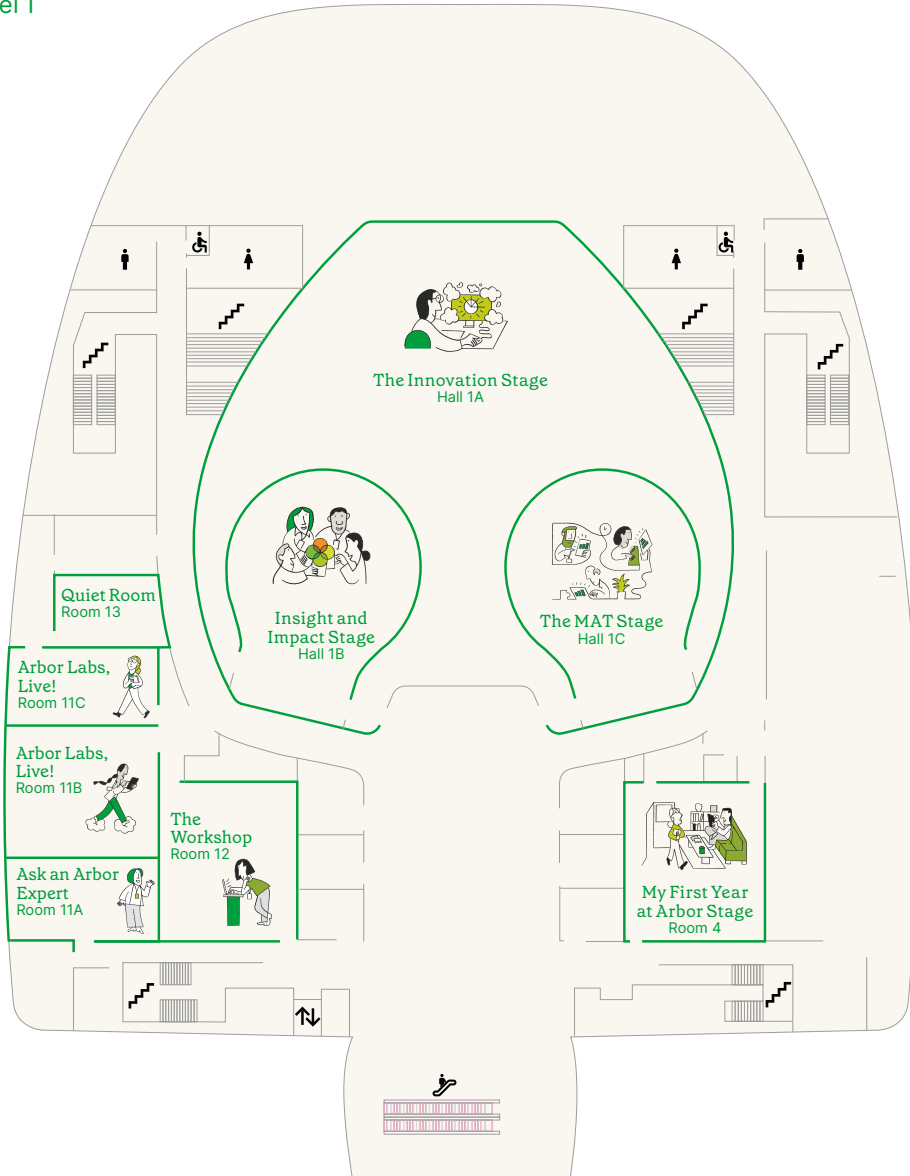 el 1
The Innovation Stage
Hall 1A
Insight and
Impact Stage
Hall 1B
The MAT Stage
Hall 1C
Quiet Room
Room 13
Arbor Labs,
Live!
Room 11C
Arbor Labs,
Live!
Room 11B
The
Workshop
Room 12
Ask an Arbor
Expert
Room 11A
My First Year
at Arbor Stage
Room 4